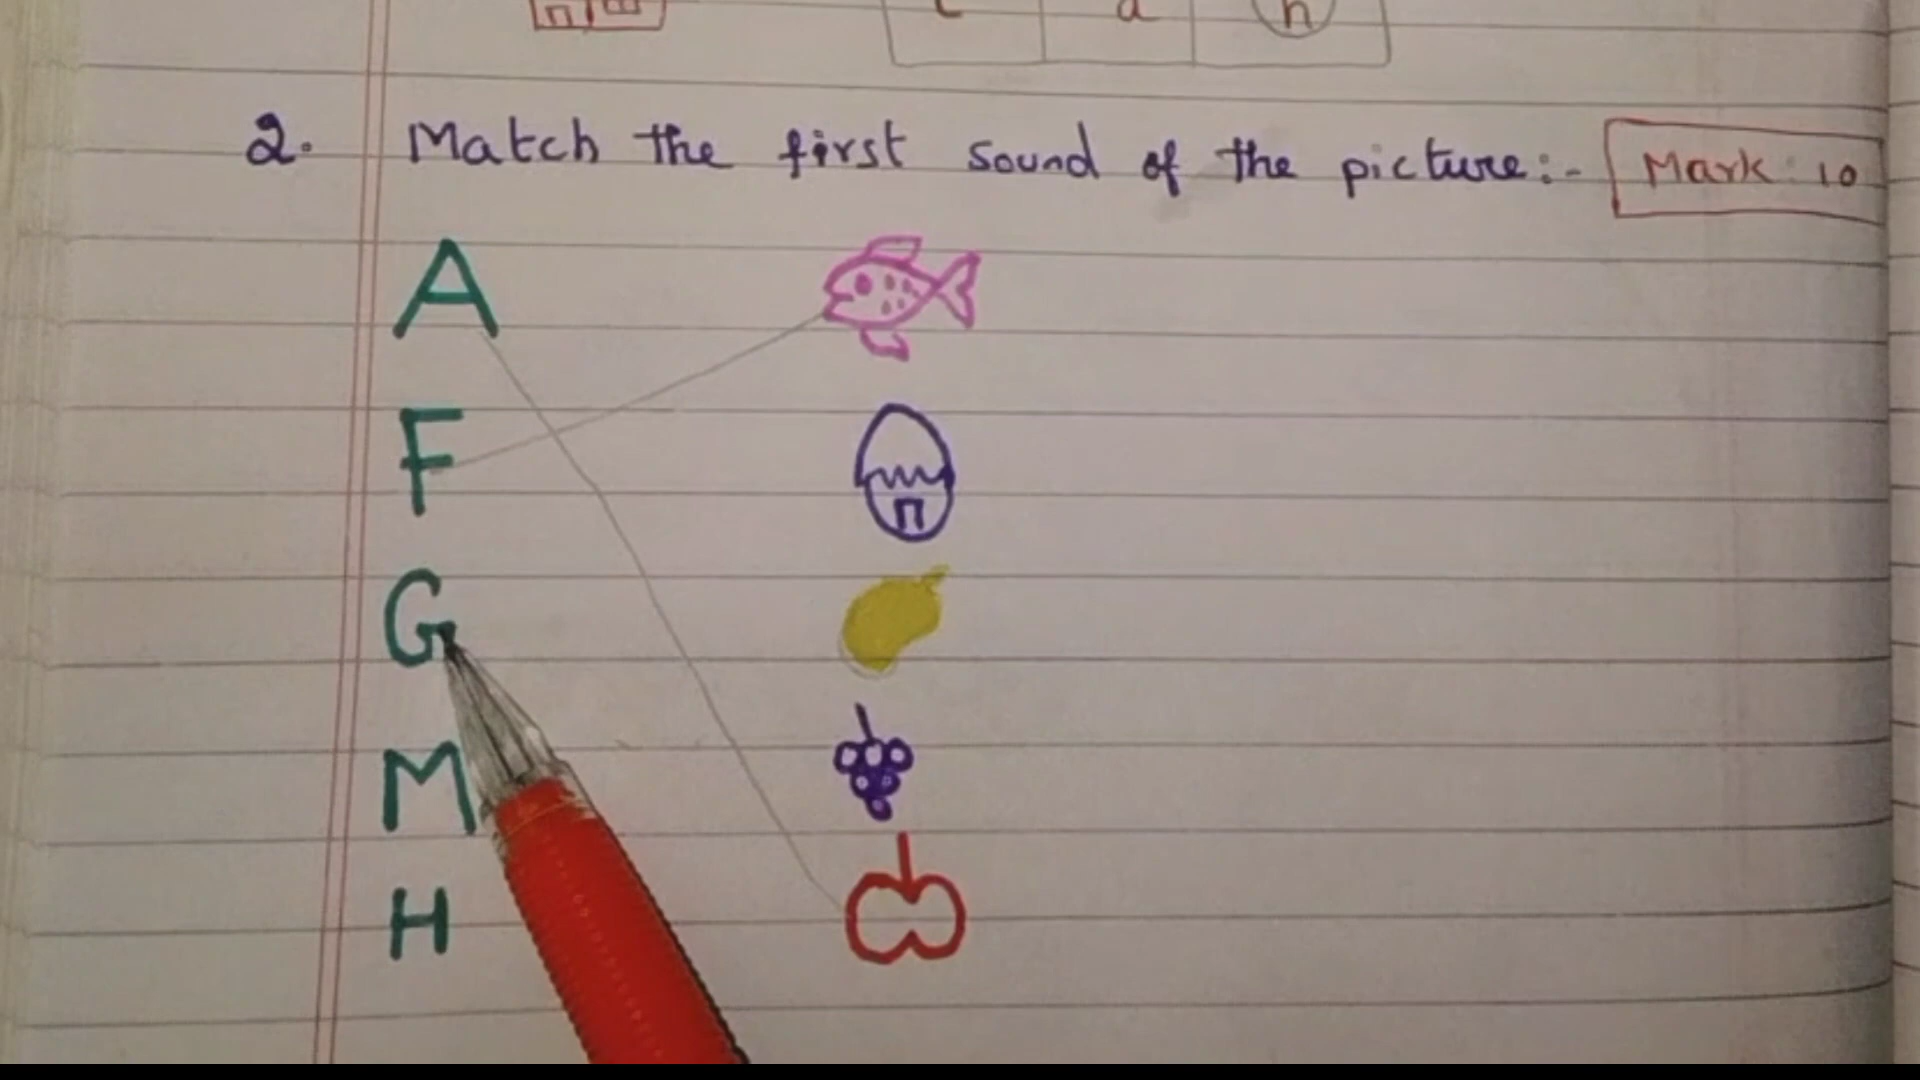 a h
2. Match the first sound of the picture:- Mark: 10
A
F
G
M
H